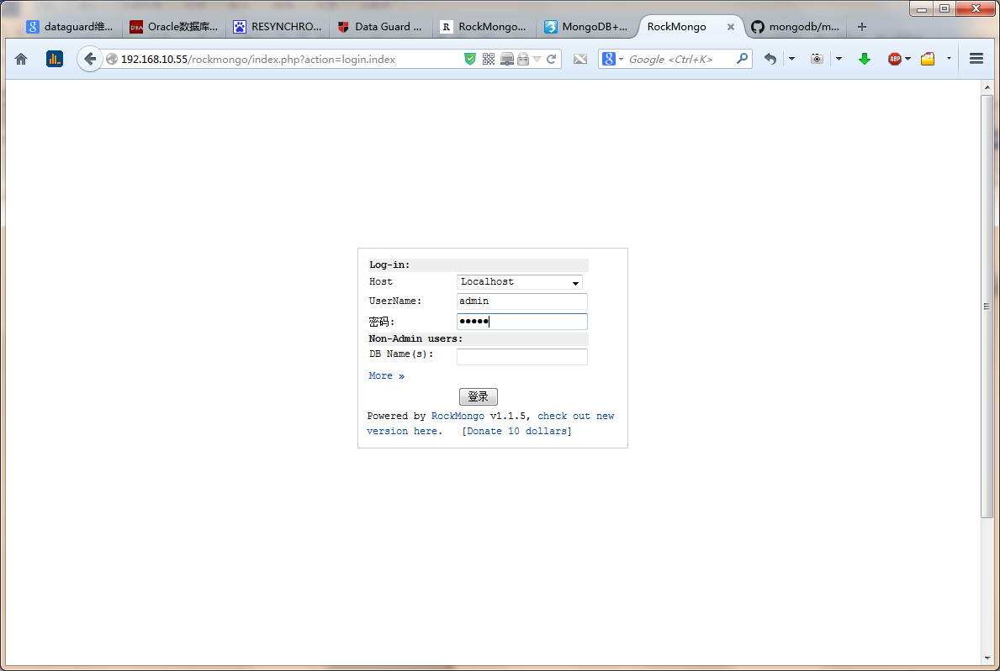 dataguard维...
Oracle数据库...
RESYNCHRO...
Data Guard ...
RockMongo...
MongoDB+...
RockMongo
mongodb/m...
192.168.10.55/rockmongo/index.php?action=login.index
Google <Ctrl+K>
ABP
Log-in:
Host Localhost
UserName: admin
密码: •••••
Non-Admin users:
DB Name(s):
More »
登录
Powered by RockMongo v1.1.5, check out new
version here. [Donate 10 dollars]